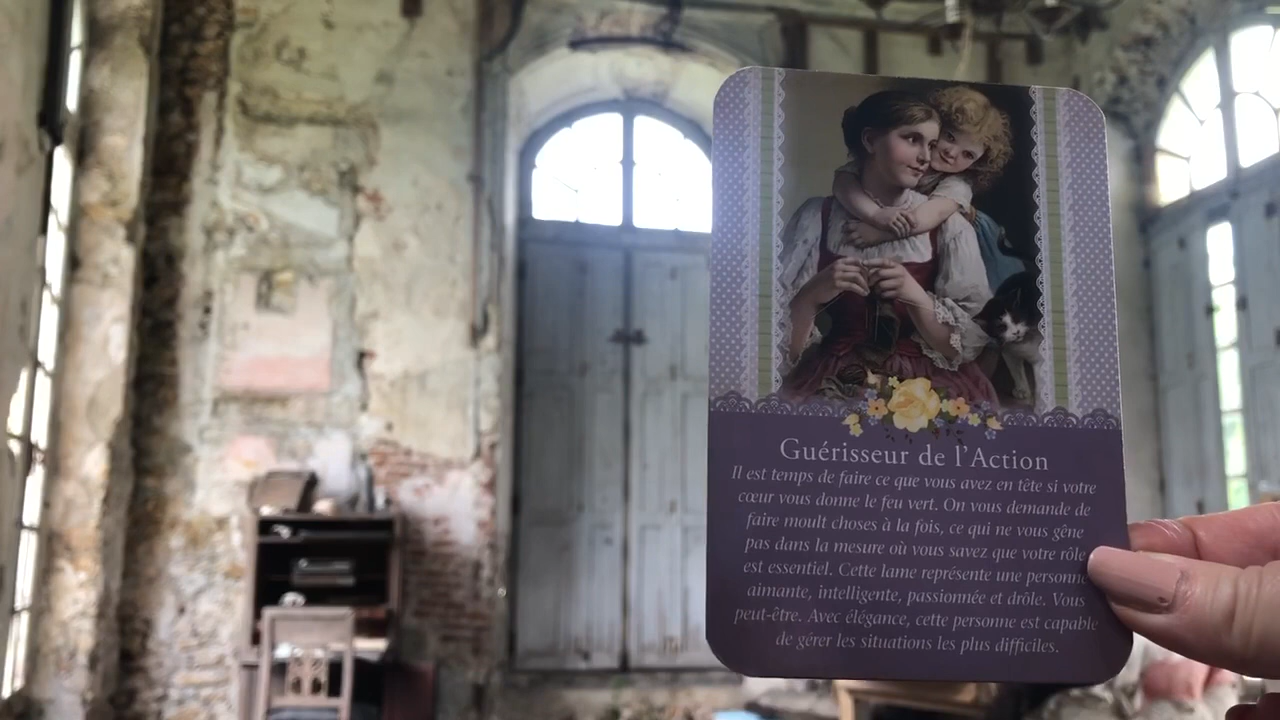 Guérisseur de l'Action
Il est temps de faire ce que vous avez en tête si votre
cœur vous donne le feu vert. On vous demande de
faire moult choses à la fois, ce qui ne vous gêne
pas dans la mesure où vous savez que votre rôle
est essentiel. Cette lame représente une personne
aimante, intelligente, passionnée et drôle. Vous
peut-être. Avec élégance, cette personne est capable
de gérer les situations les plus difficiles.